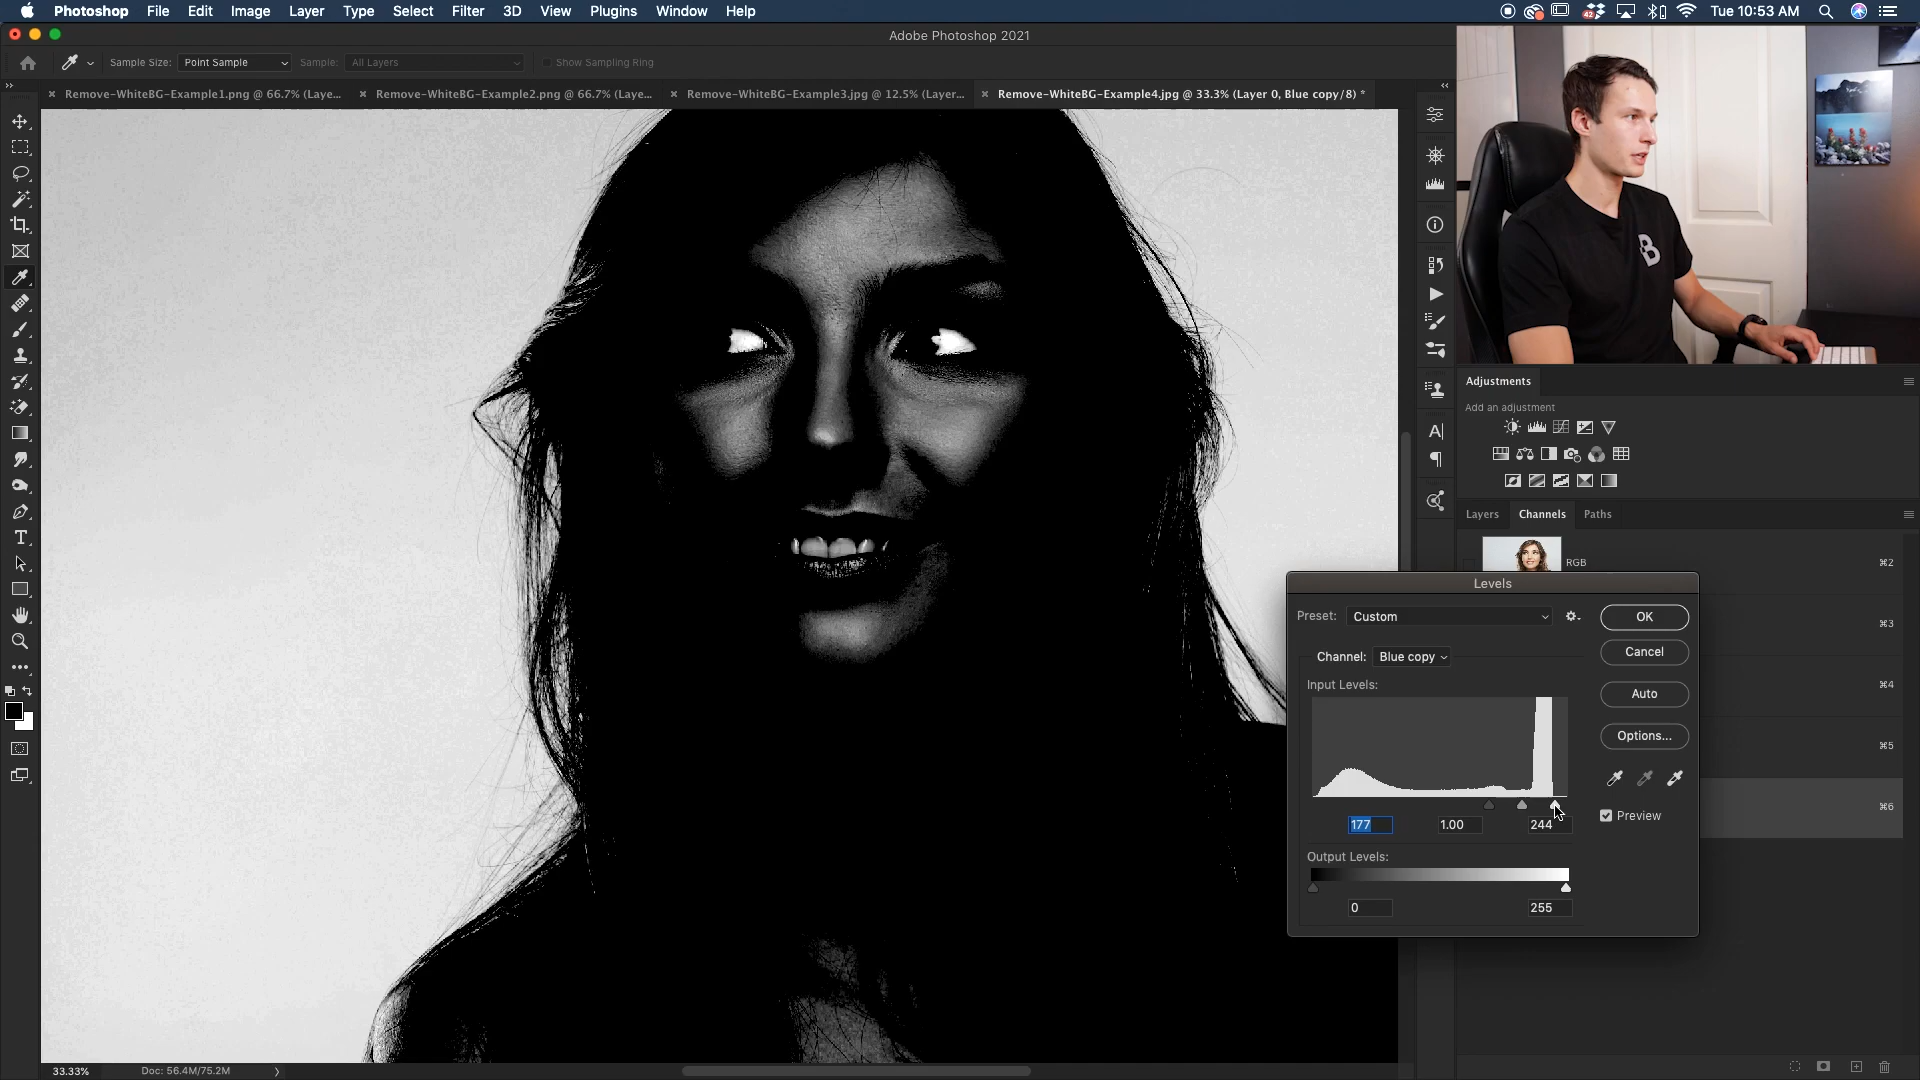 Photoshop File Edit Image Layer Type Select Filter 3D View Plugins Window Help
42
Tue 10:53 AM
Adobe Photoshop 2021
Sample Size: Point Sample Sample: All Layers Show Sampling Ring
Remove-WhiteBG-Example1.png @ 66.7% (Laye...
Remove-WhiteBG-Example2.png @ 66.7% (Laye...
Remove-WhiteBG-Example3.jpg @ 12.5% (Layer...
Remove-WhiteBG-Example4.jpg @ 33.3% (Layer 0, Blue copy/8) *
B
Adjustments
Add an adjustment
Layers Channels Paths
RGB ⌘2
⌘3
⌘4
⌘5
⌘6
Levels
Preset: Custom
OK
Cancel
Channel: Blue copy
Input Levels:
Auto
Options...
Preview
177 1.00 244
Output Levels:
0 255
33.33% Doc: 56.4M/75.2M